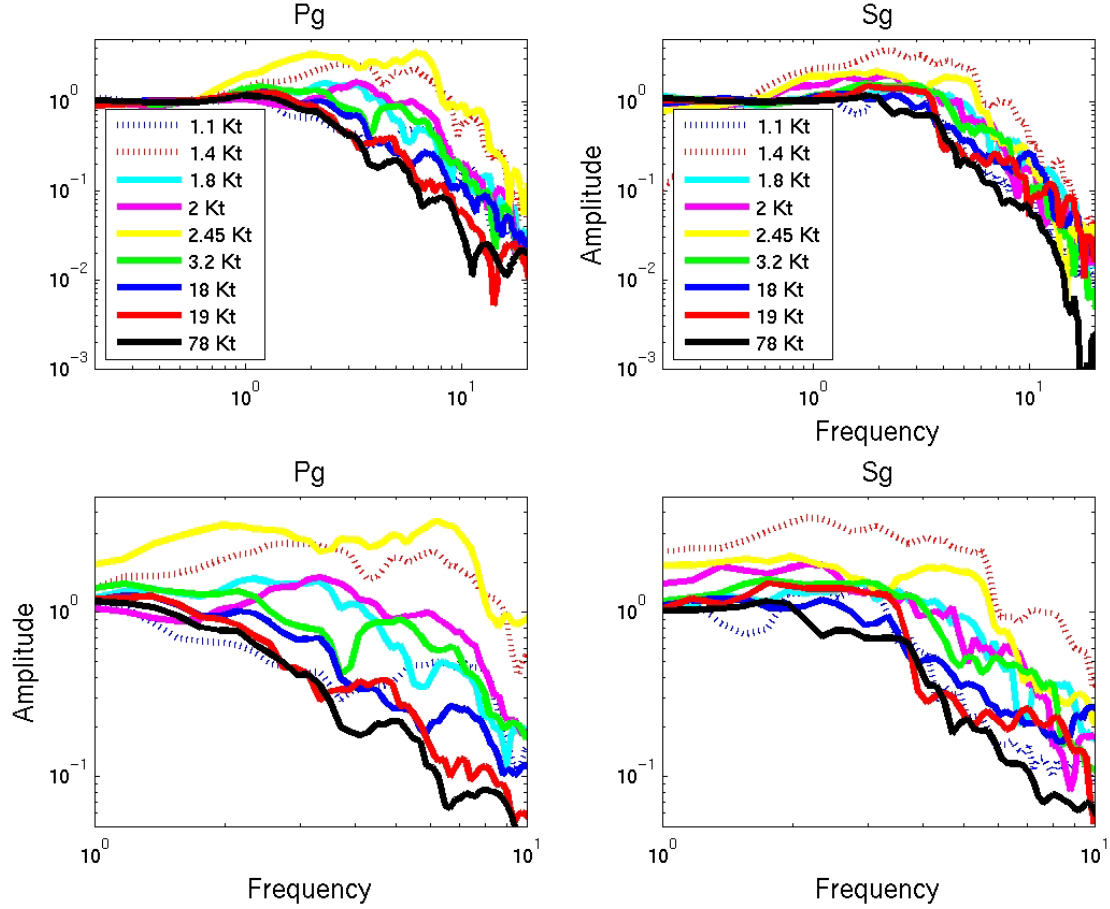 Pg
Sg
10^0
10^-1
10^-2
10^-3
1.1 Kt
1.4 Kt
1.8 Kt
2 Kt
2.45 Kt
3.2 Kt
18 Kt
19 Kt
78 Kt
10^0
10^1
Amplitude
10^0
10^-1
10^-2
10^-3
1.1 Kt
1.4 Kt
1.8 Kt
2 Kt
2.45 Kt
3.2 Kt
18 Kt
19 Kt
78 Kt
10^0
10^1
Frequency
Pg
Sg
Amplitude
10^0
10^-1
10^0
10^1
Frequency
10^0
10^-1
10^0
10^1
Frequency